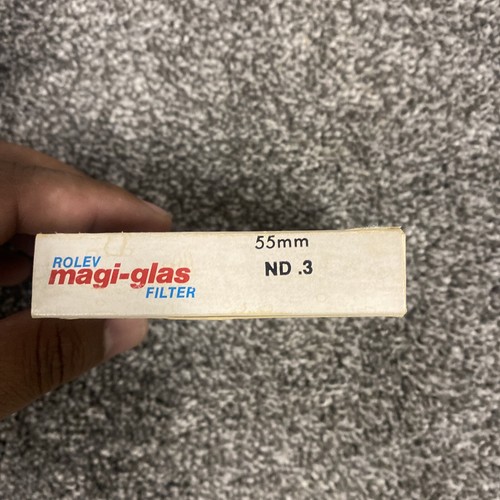 ROLEV
magi-glas
FILTER
55mm
ND .3